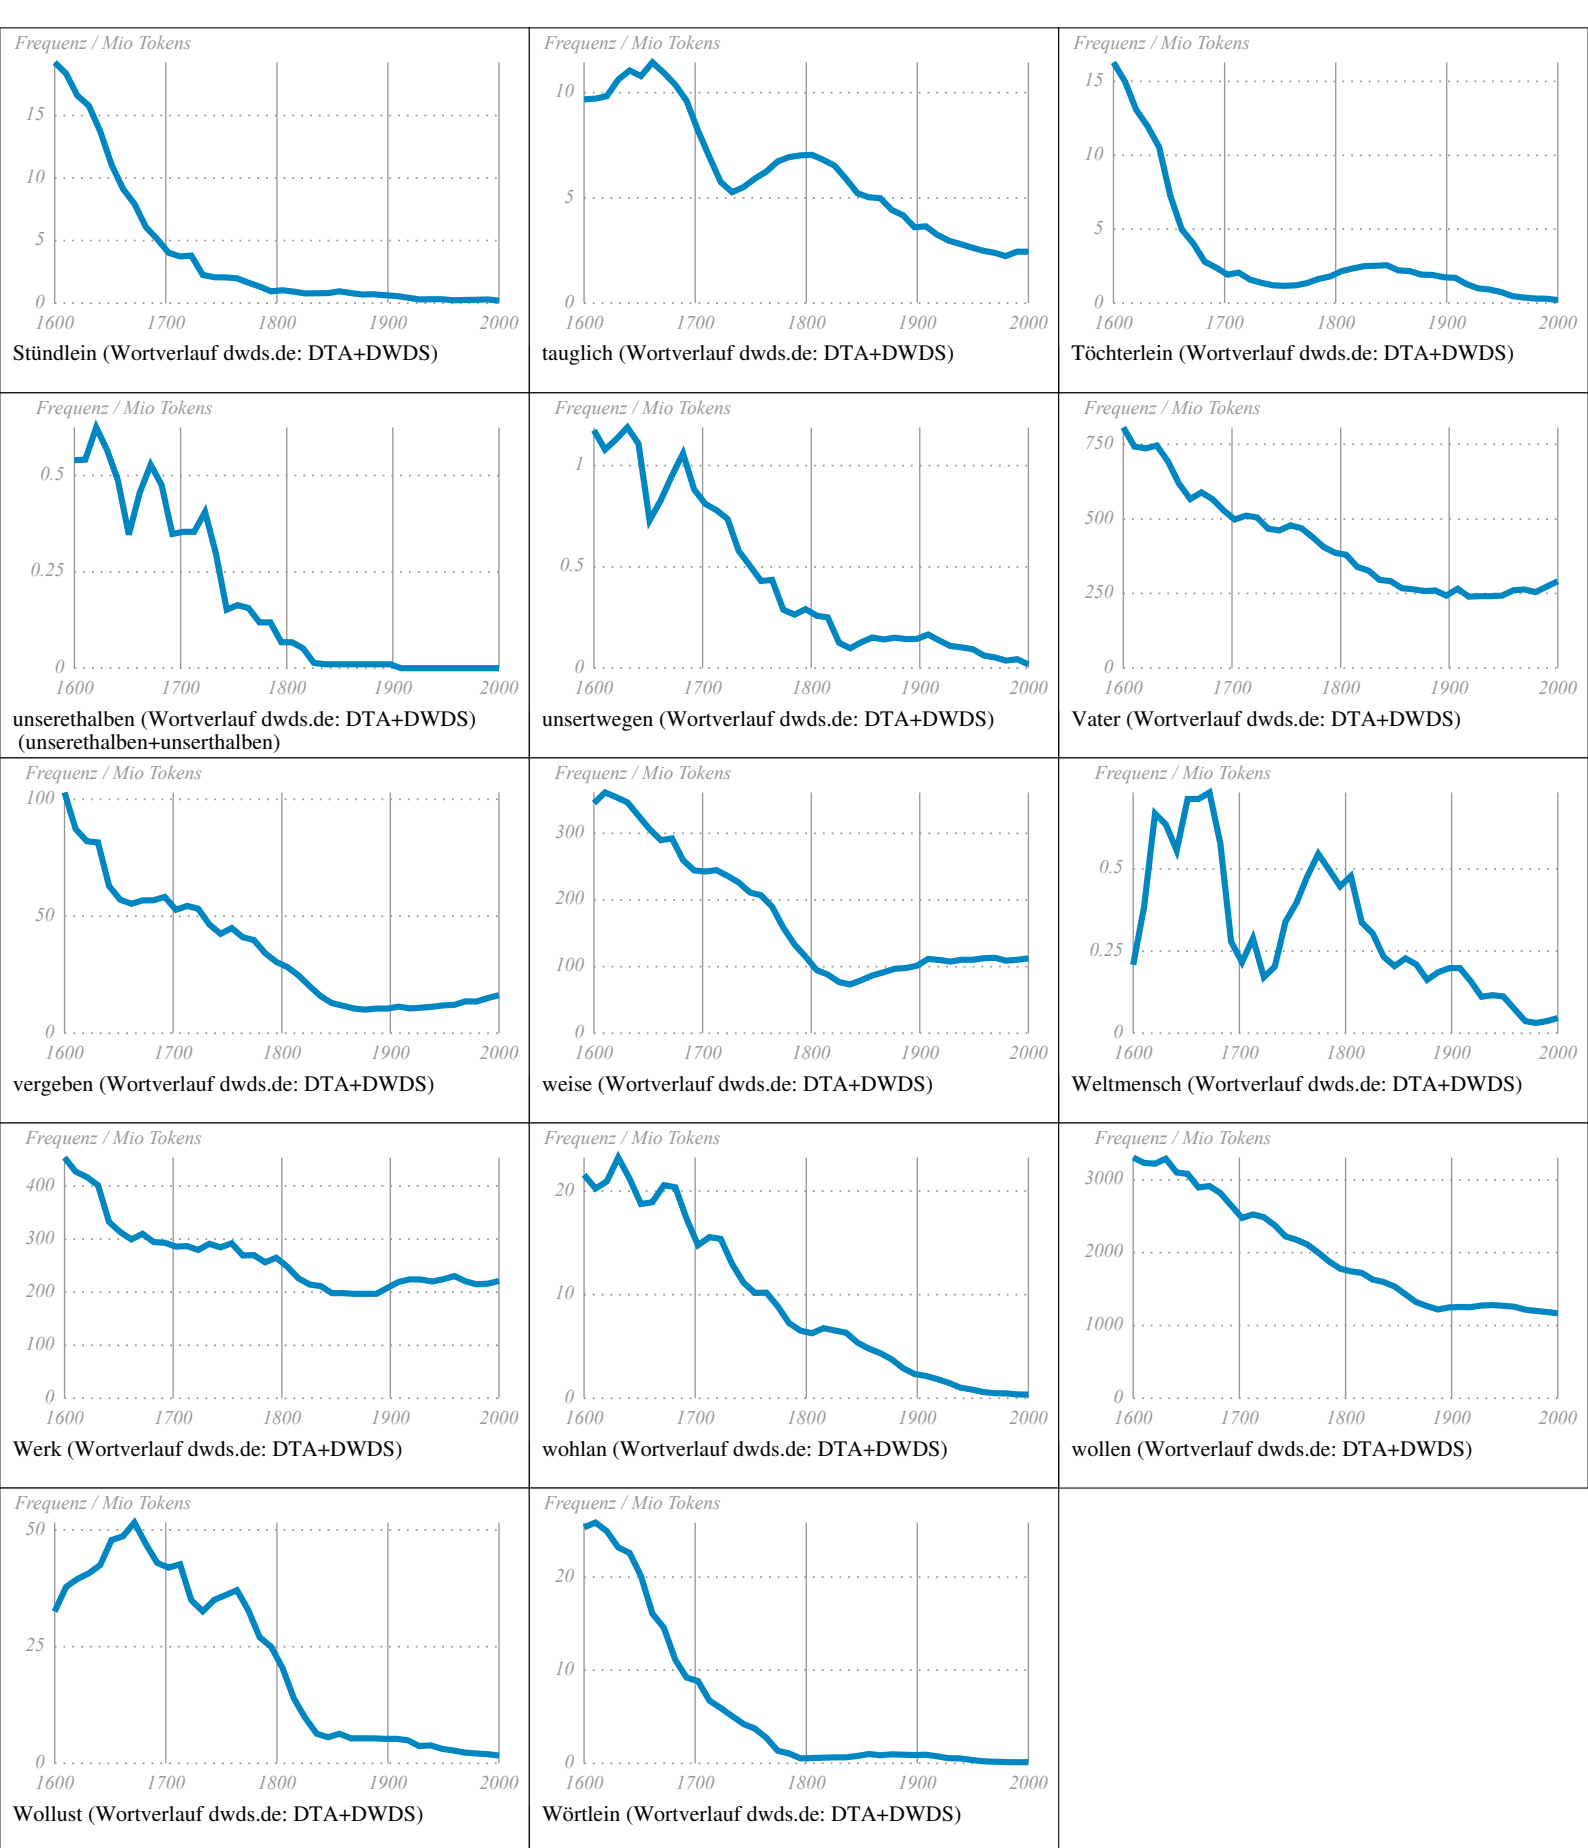 Frequenz / Mio Tokens
15
10
5
0
1600 1700 1800 1900 2000
Stündlein (Wortverlauf dwds.de: DTA+DWDS)
Frequenz / Mio Tokens
10
5
0
1600 1700 1800 1900 2000
tauglich (Wortverlauf dwds.de: DTA+DWDS)
Frequenz / Mio Tokens
15
10
5
0
1600 1700 1800 1900 2000
Töchterlein (Wortverlauf dwds.de: DTA+DWDS)
Frequenz / Mio Tokens
0.5
0.25
0
1600 1700 1800 1900 2000
unserethalben (Wortverlauf dwds.de: DTA+DWDS)
(unserethalben+unserthalben)
Frequenz / Mio Tokens
1
0.5
0
1600 1700 1800 1900 2000
unsertwegen (Wortverlauf dwds.de: DTA+DWDS)
Frequenz / Mio Tokens
750
500
250
0
1600 1700 1800 1900 2000
Vater (Wortverlauf dwds.de: DTA+DWDS)
Frequenz / Mio Tokens
100
50
0
1600 1700 1800 1900 2000
vergeben (Wortverlauf dwds.de: DTA+DWDS)
Frequenz / Mio Tokens
300
200
100
0
1600 1700 1800 1900 2000
weise (Wortverlauf dwds.de: DTA+DWDS)
Frequenz / Mio Tokens
0.5
0.25
0
1600 1700 1800 1900 2000
Weltmensch (Wortverlauf dwds.de: DTA+DWDS)
Frequenz / Mio Tokens
400
300
200
100
0
1600 1700 1800 1900 2000
Werk (Wortverlauf dwds.de: DTA+DWDS)
Frequenz / Mio Tokens
20
10
0
1600 1700 1800 1900 2000
wohlan (Wortverlauf dwds.de: DTA+DWDS)
Frequenz / Mio Tokens
3000
2000
1000
0
1600 1700 1800 1900 2000
wollen (Wortverlauf dwds.de: DTA+DWDS)
Frequenz / Mio Tokens
50
25
0
1600 1700 1800 1900 2000
Wollust (Wortverlauf dwds.de: DTA+DWDS)
Frequenz / Mio Tokens
20
10
0
1600 1700 1800 1900 2000
Wörtlein (Wortverlauf dwds.de: DTA+DWDS)